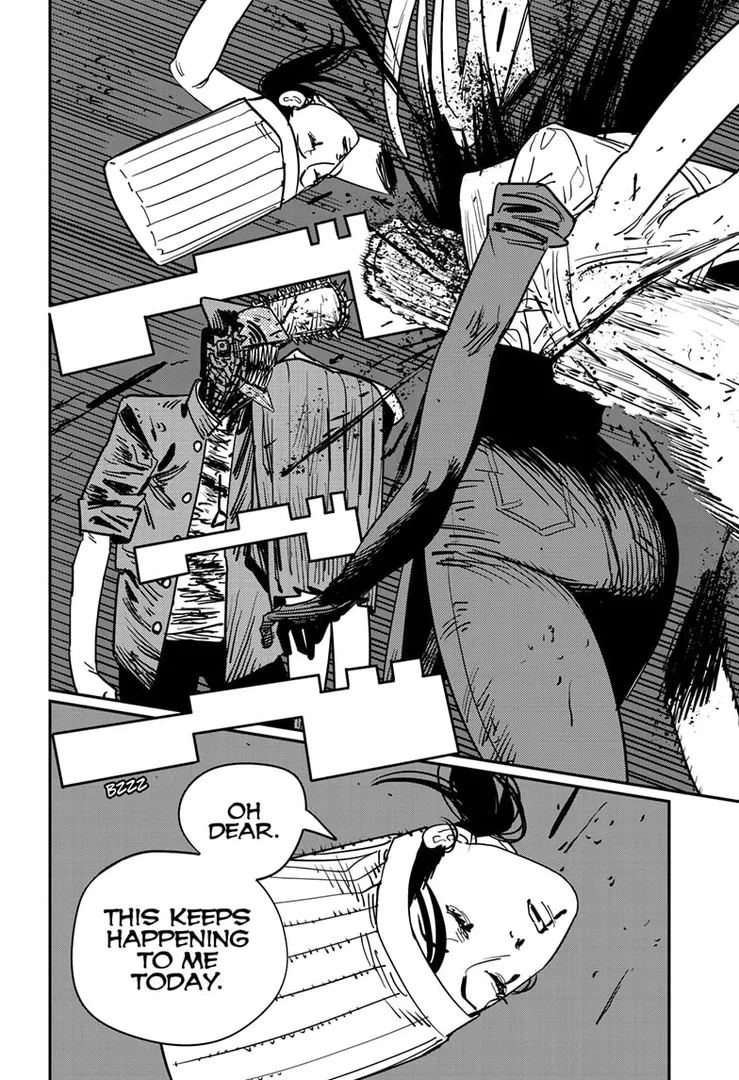 BZZZ
OH
DEAR.
THIS KEEPS
HAPPENING
TO ME
TODAY.